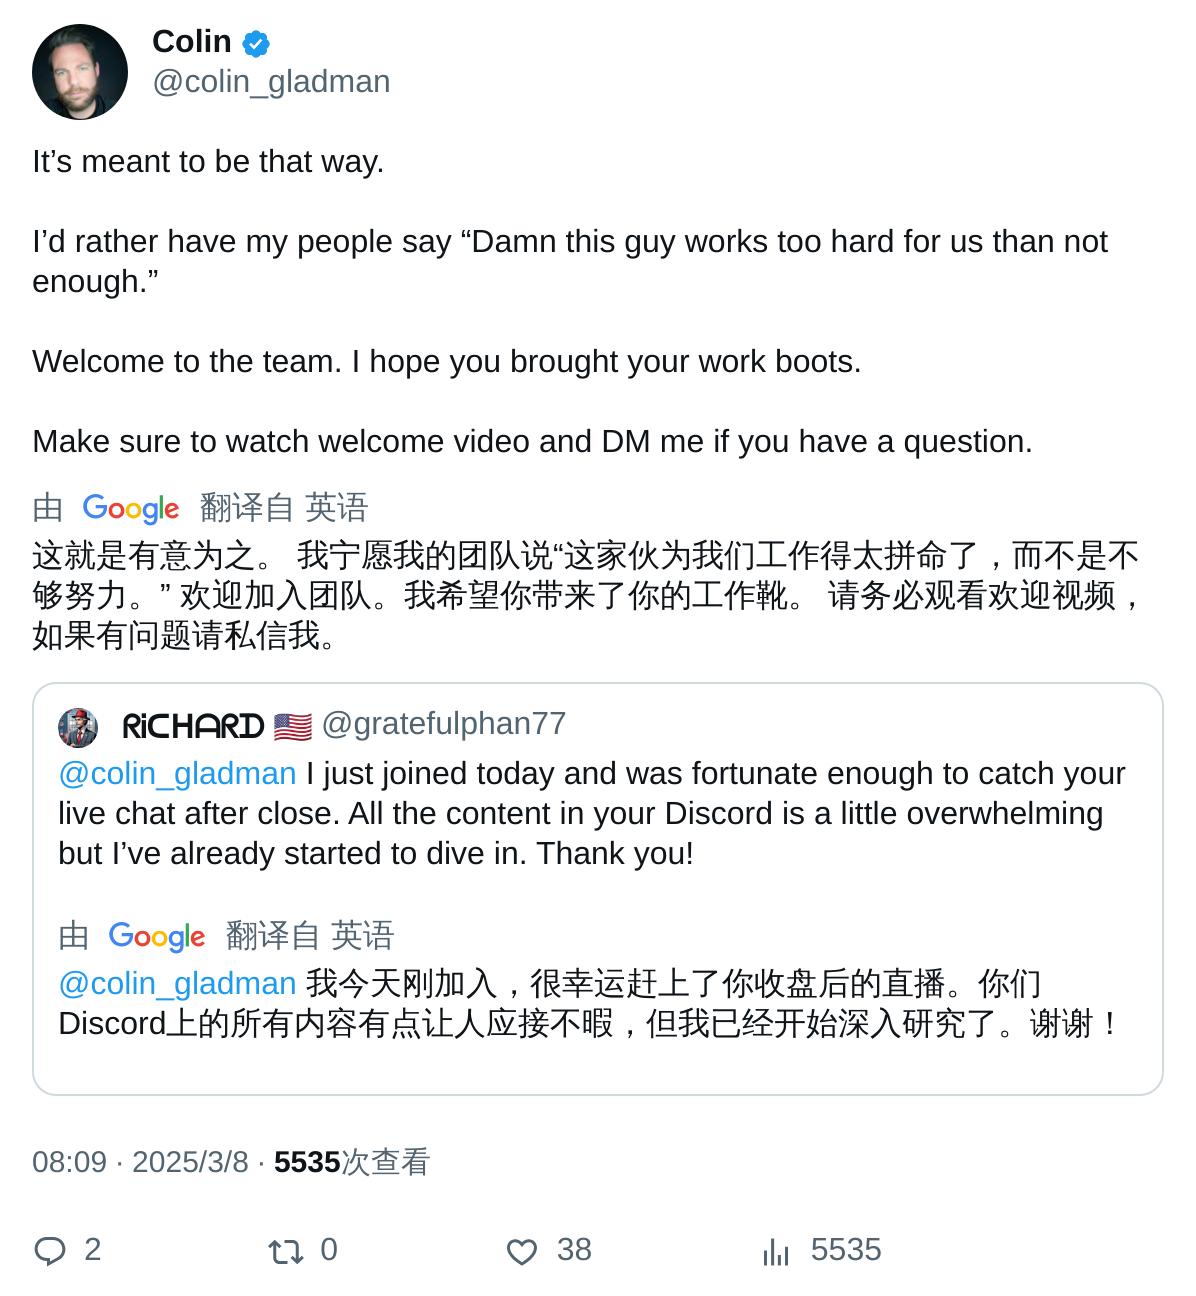 Colin
@colin_gladman
It’s meant to be that way.
I’d rather have my people say “Damn this guy works too hard for us than not
enough.”
Welcome to the team. I hope you brought your work boots.
Make sure to watch welcome video and DM me if you have a question.
由 Google 翻译自 英语
这就是有意为之。 我宁愿我的团队说“这家伙为我们工作得太拼命了，而不是不
够努力。” 欢迎加入团队。我希望你带来了你的工作靴。 请务必观看欢迎视频，
如果有问题请私信我。
RiCHARD 🇺🇸 @gratefulphan77
@colin_gladman I just joined today and was fortunate enough to catch your
live chat after close. All the content in your Discord is a little overwhelming
but I’ve already started to dive in. Thank you!
由 Google 翻译自 英语
@colin_gladman 我今天刚加入，很幸运赶上了你收盘后的直播。你们
Discord上的所有内容有点让人应接不暇，但我已经开始深入研究了。谢谢！
08:09 · 2025/3/8 · 5535次查看
2 0 38 5535